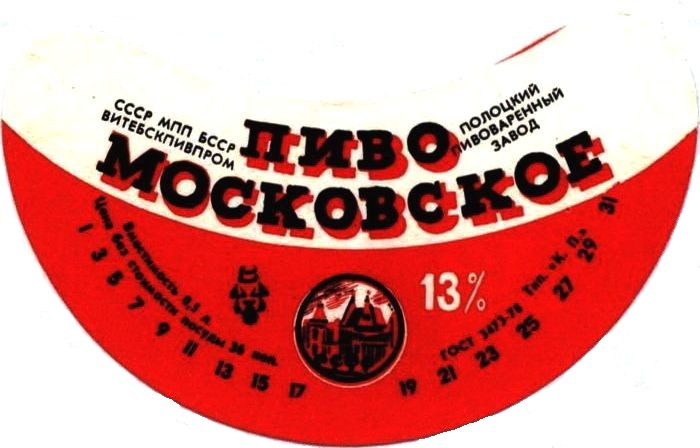 СССР МПП БССР
ВИТЕБСКПИВПРОМ
ПИВО
ПОЛОЦКИЙ
ПИВОВАРЕННЫЙ
ЗАВОД
МОСКОВСКОЕ
Вместимость 0,5 л.
Цена без стоимости посуды 36 коп.
13%
ГОСТ 3473-78 Тип. «К. П.»
1 3 5 7 9 11 13 15 17 19 21 23 25 27 29 31